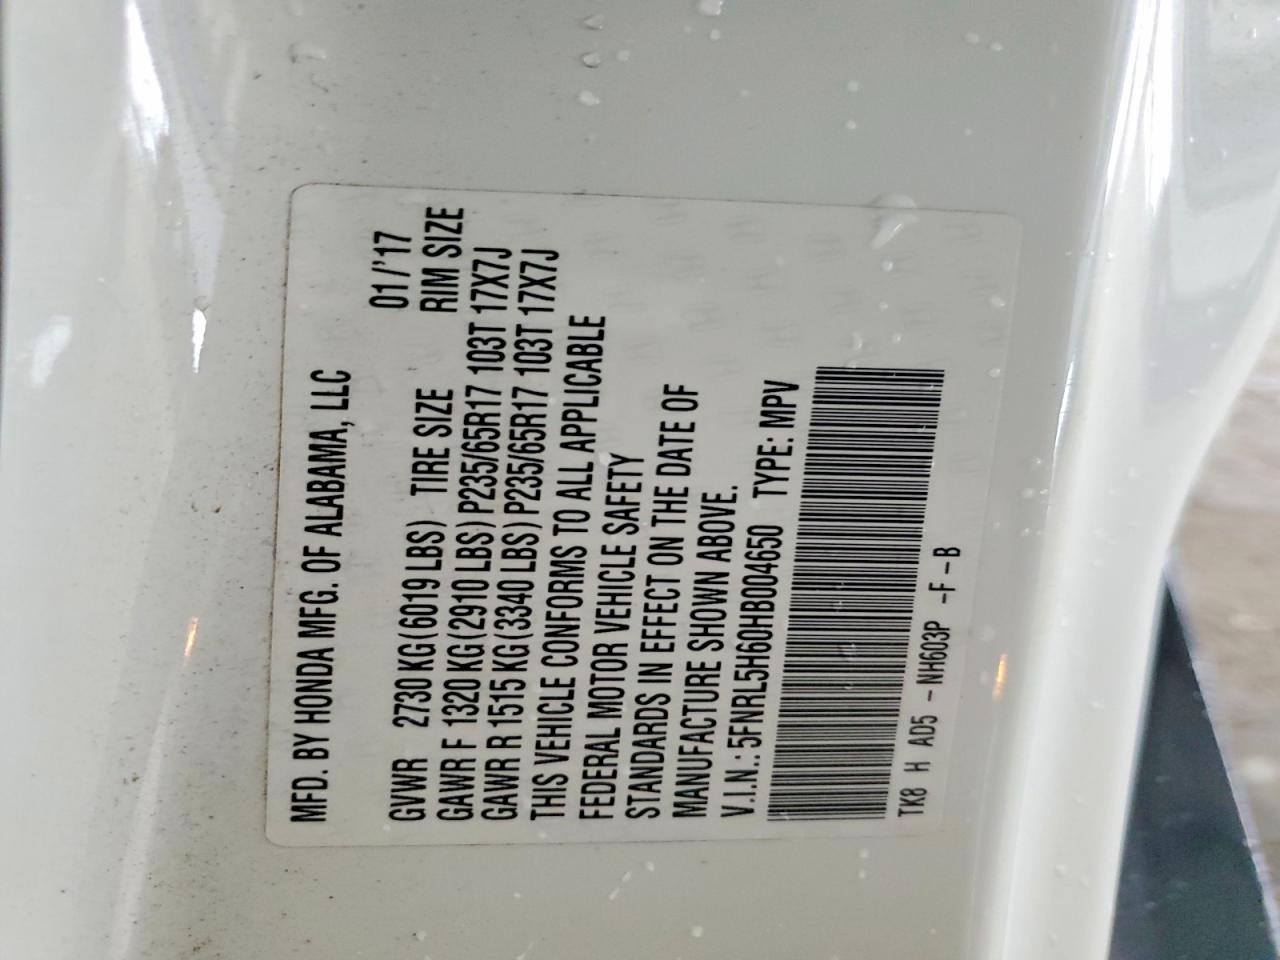 MFD. BY HONDA MFG. OF ALABAMA, LLC
01/'17
GVWR 2730 KG(6019 LBS) TIRE SIZE RIM SIZE
GAWR F 1320 KG(2910 LBS) P235/65R17 103T 17X7J
GAWR R 1515 KG(3340 LBS) P235/65R17 103T 17X7J
THIS VEHICLE CONFORMS TO ALL APPLICABLE
FEDERAL MOTOR VEHICLE SAFETY
STANDARDS IN EFFECT ON THE DATE OF
MANUFACTURE SHOWN ABOVE.
V.I.N.: 5FNRL5H60HB004650 TYPE: MPV
TK8 H AD5 -NH603P -F -B